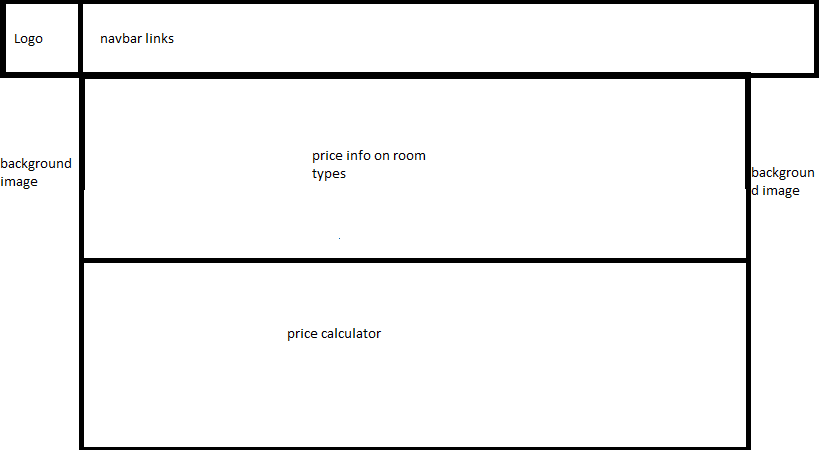 Logo
navbar links
price info on room
types
background
image
backgroun
d image
price calculator